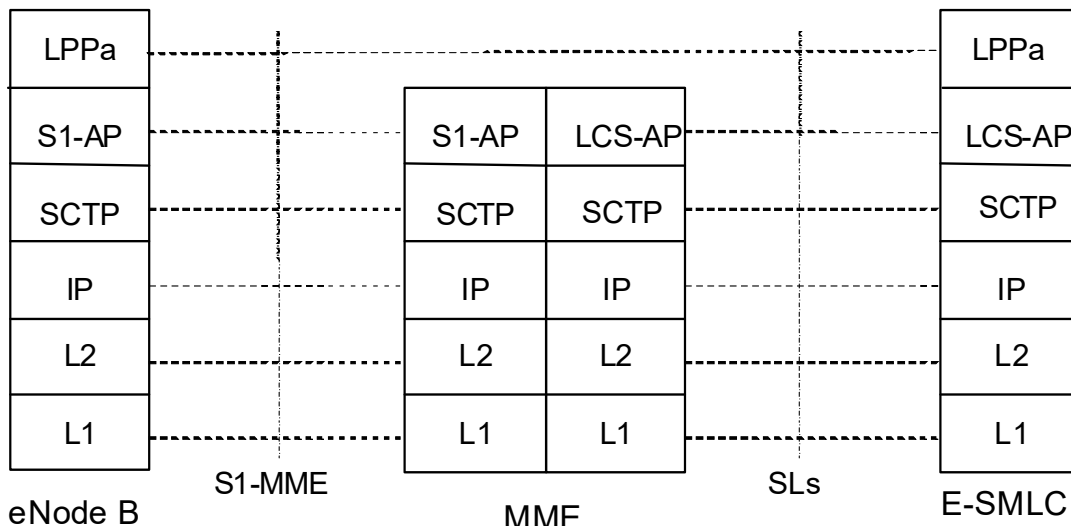 LPPa
LPPa
S1-AP
S1-AP
LCS-AP
LCS-AP
SCTP
SCTP
SCTP
SCTP
IP
IP
IP
IP
L2
L2
L2
L2
L1
L1
L1
L1
S1-MME
SLs
eNode B
MME
E-SMLC